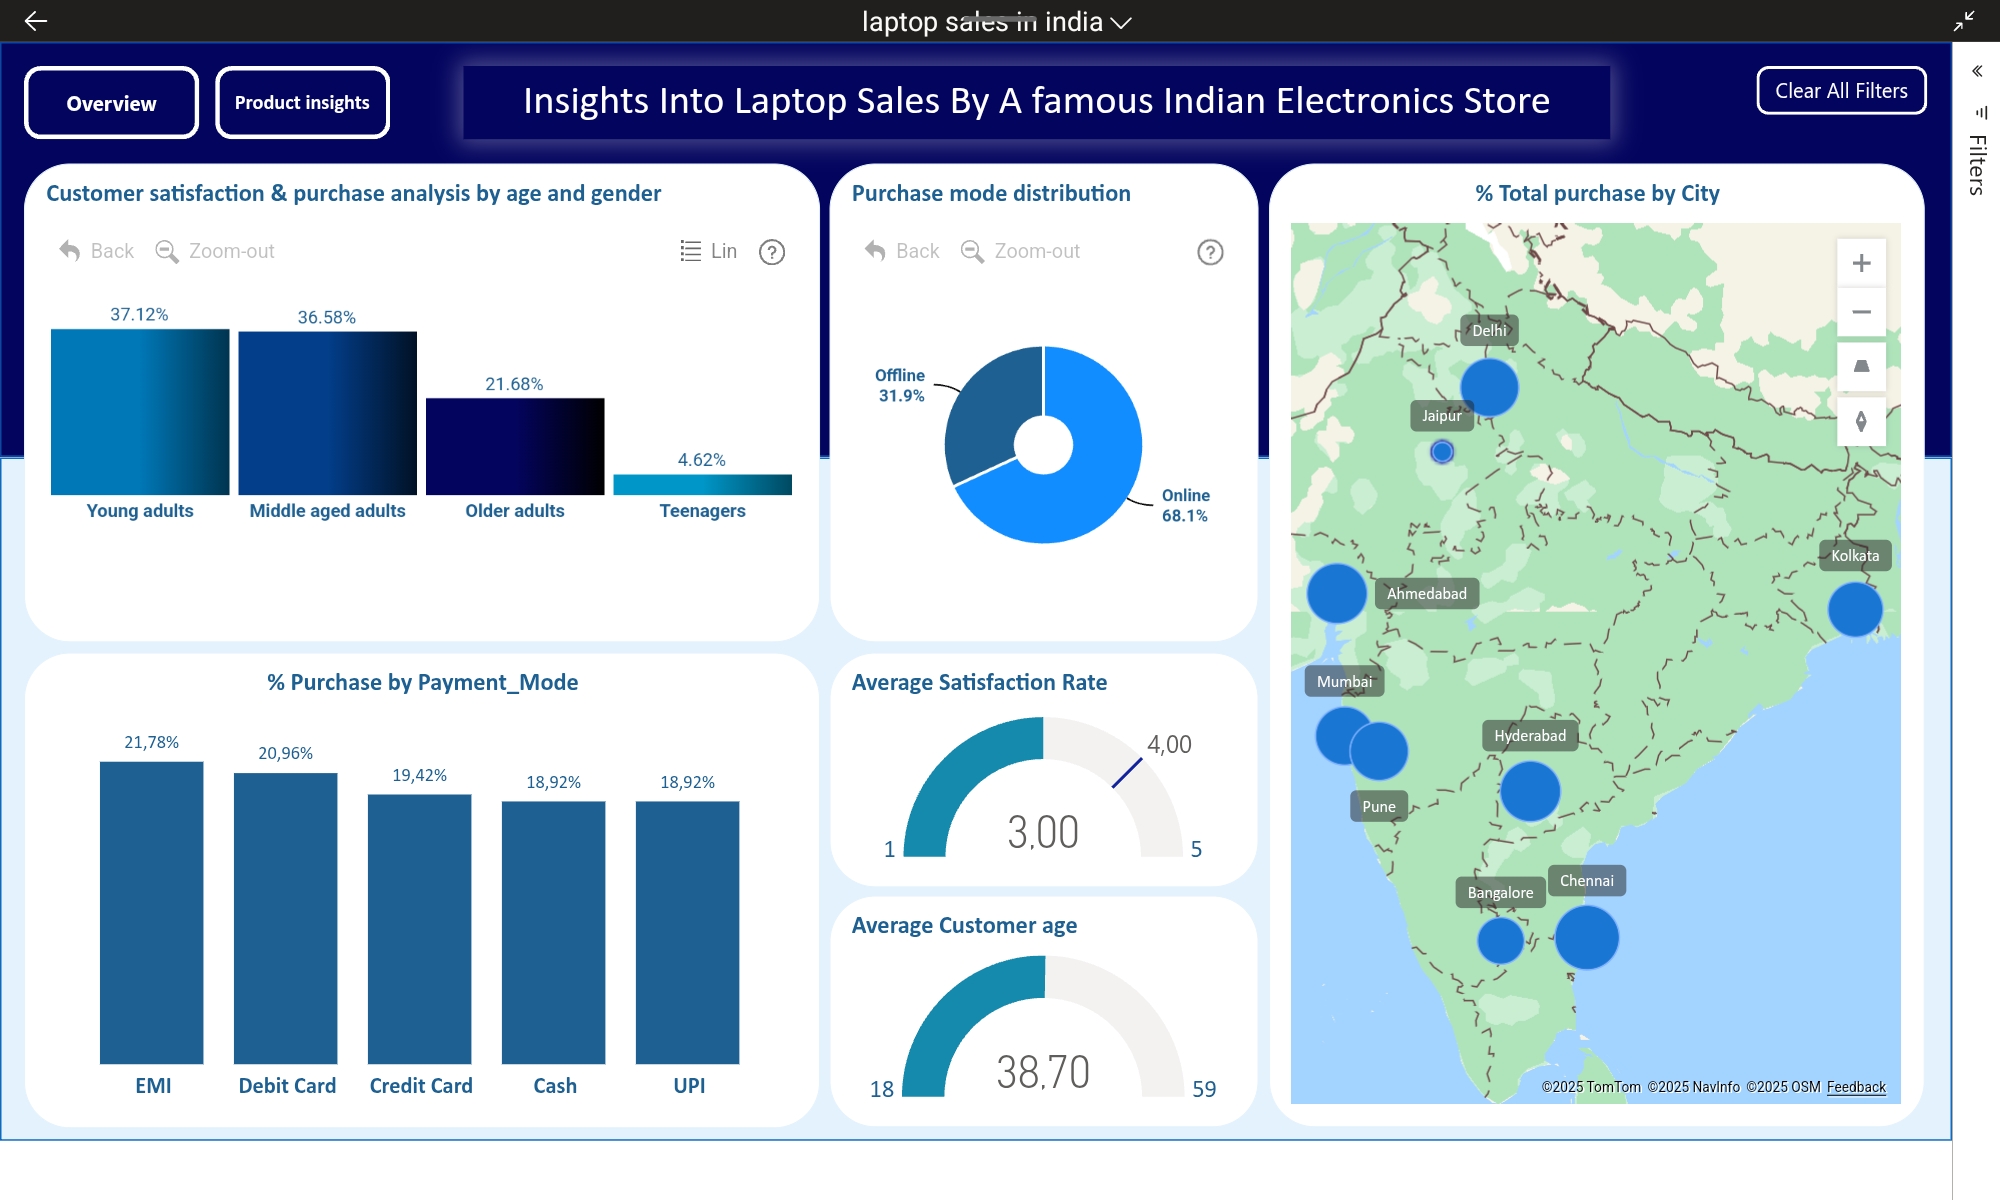 laptop sales in india
Overview
Product insights
Insights Into Laptop Sales By A famous Indian Electronics Store
Clear All Filters
Filters
Customer satisfaction & purchase analysis by age and gender
Back Zoom-out Lin ?
37.12%
36.58%
21.68%
4.62%
Young adults Middle aged adults Older adults Teenagers
Purchase mode distribution
Back Zoom-out ?
Offline
31.9%
Online
68.1%
% Total purchase by City
Delhi
Jaipur
Kolkata
Ahmedabad
Mumbai
Hyderabad
Pune
Chennai
Bangalore
©2025 TomTom ©2025 NavInfo ©2025 OSM Feedback
% Purchase by Payment_Mode
21,78%
20,96%
19,42%
18,92%
18,92%
EMI Debit Card Credit Card Cash UPI
Average Satisfaction Rate
4,00
3,00
1 5
Average Customer age
38,70
18 59